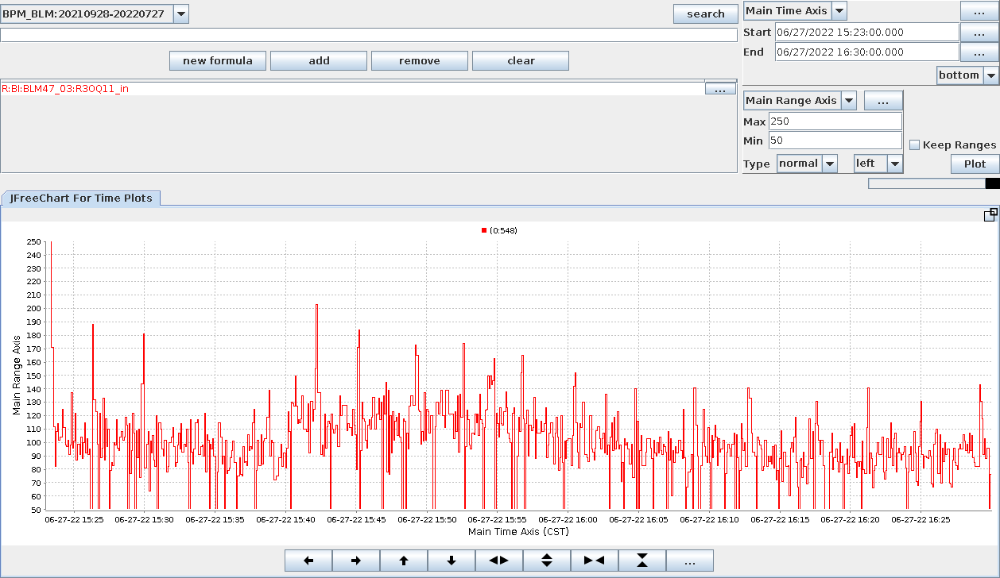 BPM_BLM:20210928-20220727
search
Main Time Axis
...
Start 06/27/2022 15:23:00.000 ...
End 06/27/2022 16:30:00.000 ...
new formula add remove clear
bottom
R:BI:BLM47_03:R3OQ11_in ...
Main Range Axis ...
Max 250
Min 50
Keep Ranges
Type normal left Plot
JFreeChart For Time Plots
(0:548)
Main Range Axis
250
240
230
220
210
200
190
180
170
160
150
140
130
120
110
100
90
80
70
60
50
06-27-22 15:25 06-27-22 15:30 06-27-22 15:35 06-27-22 15:40 06-27-22 15:45 06-27-22 15:50 06-27-22 15:55 06-27-22 16:00 06-27-22 16:05 06-27-22 16:10 06-27-22 16:15 06-27-22 16:20 06-27-22 16:25
Main Time Axis (CST)
...